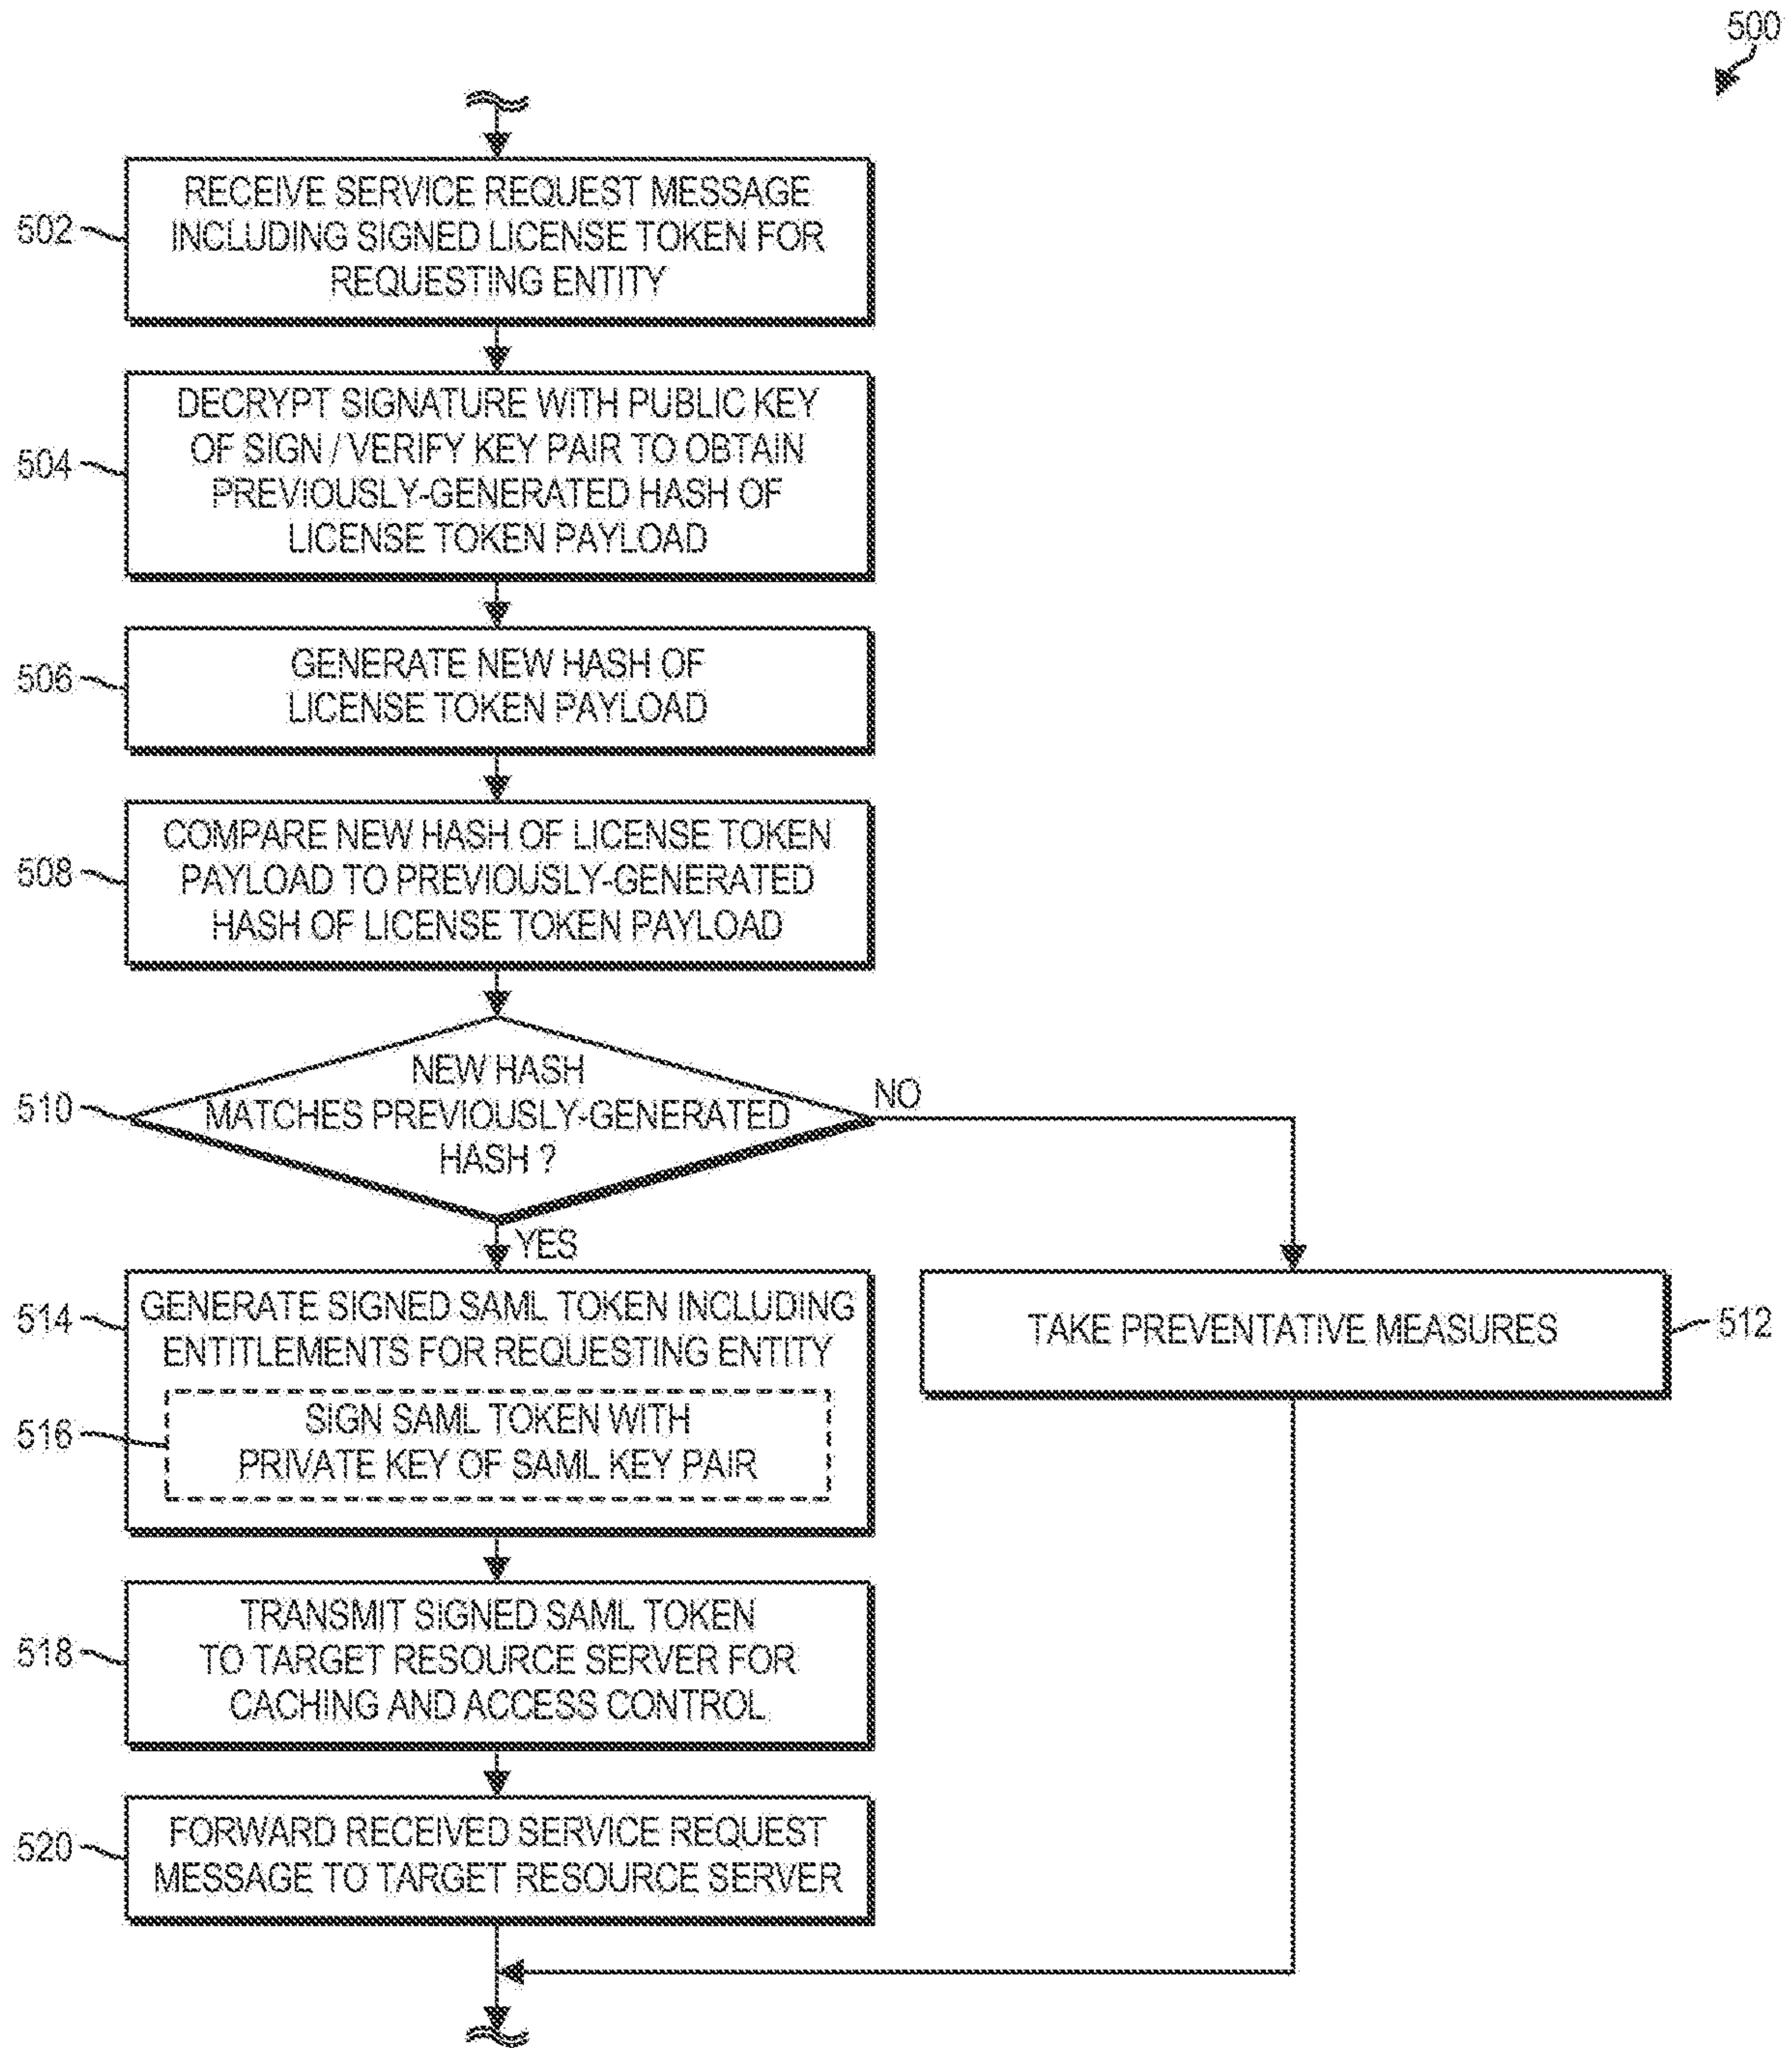 500
502
RECEIVE SERVICE REQUEST MESSAGE
INCLUDING SIGNED LICENSE TOKEN FOR
REQUESTING ENTITY
504
DECRYPT SIGNATURE WITH PUBLIC KEY
OF SIGN / VERIFY KEY PAIR TO OBTAIN
PREVIOUSLY-GENERATED HASH OF
LICENSE TOKEN PAYLOAD
506
GENERATE NEW HASH OF
LICENSE TOKEN PAYLOAD
508
COMPARE NEW HASH OF LICENSE TOKEN
PAYLOAD TO PREVIOUSLY-GENERATED
HASH OF LICENSE TOKEN PAYLOAD
510
NEW HASH
MATCHES PREVIOUSLY-GENERATED
HASH ?
NO
YES
514
GENERATE SIGNED SAML TOKEN INCLUDING
ENTITLEMENTS FOR REQUESTING ENTITY
516
SIGN SAML TOKEN WITH
PRIVATE KEY OF SAML KEY PAIR
TAKE PREVENTATIVE MEASURES
512
518
TRANSMIT SIGNED SAML TOKEN
TO TARGET RESOURCE SERVER FOR
CACHING AND ACCESS CONTROL
520
FORWARD RECEIVED SERVICE REQUEST
MESSAGE TO TARGET RESOURCE SERVER